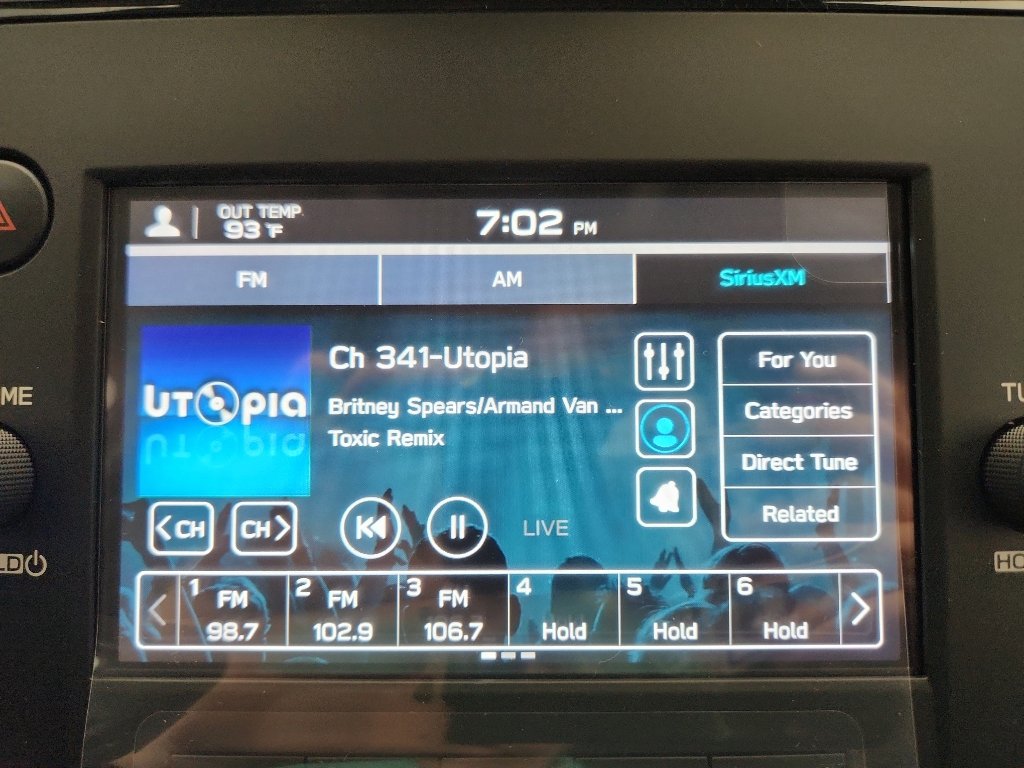 OUT TEMP.
93 °F
7:02 PM
FM
AM
SiriusXM
UTOPIA
Ch 341-Utopia
Britney Spears/Armand Van ...
Toxic Remix
For You
Categories
Direct Tune
Related
<CH
CH>
LIVE
1 FM
98.7
2 FM
102.9
3 FM
106.7
4
Hold
5
Hold
6
Hold
ME
TU
LD
HO